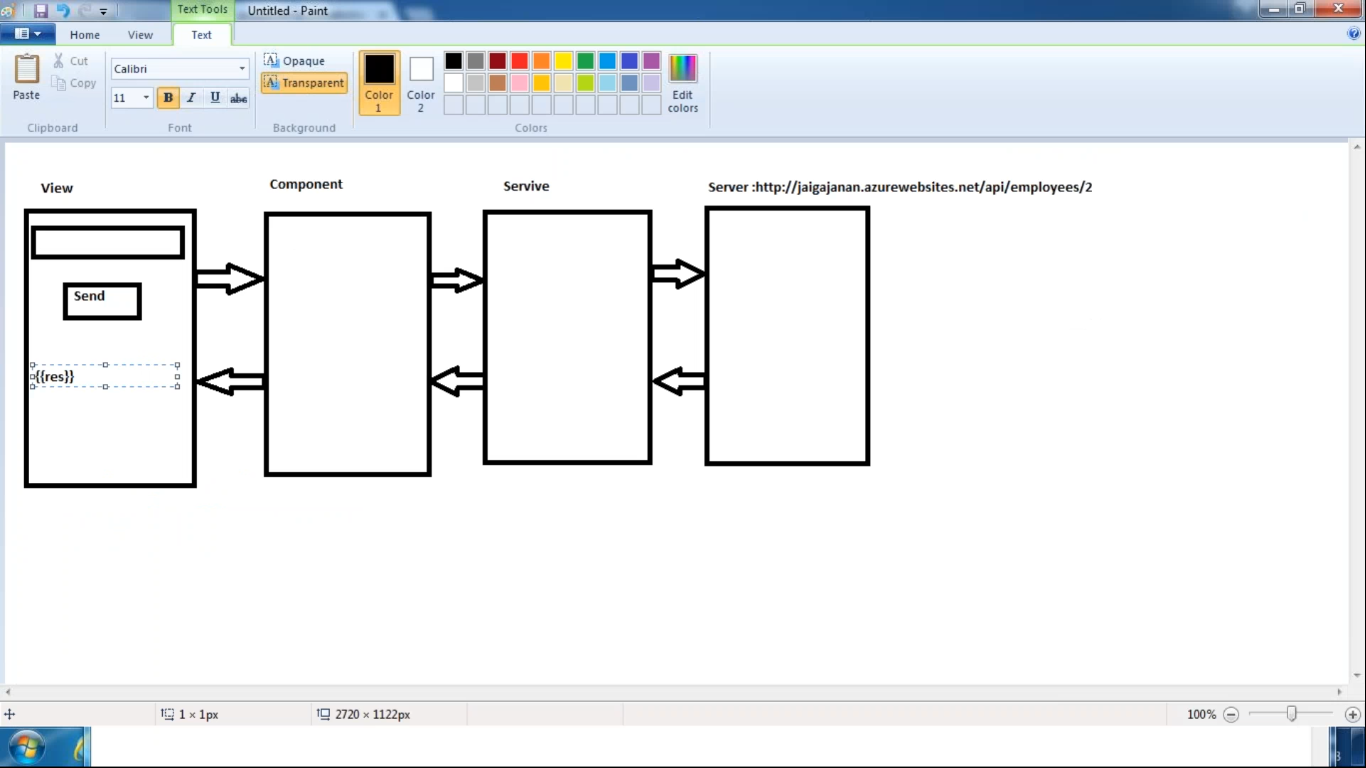 Text Tools
Untitled - Paint
Home View Text
Paste
Cut
Copy
Clipboard
Calibri
11 B I U abc
Font
Opaque
Transparent
Background
Color 1
Color 2
Edit colors
Colors
View
Component
Servive
Server :http://jaigajanan.azurewebsites.net/api/employees/2
Send
{{res}}
1 × 1px
2720 × 1122px
100%